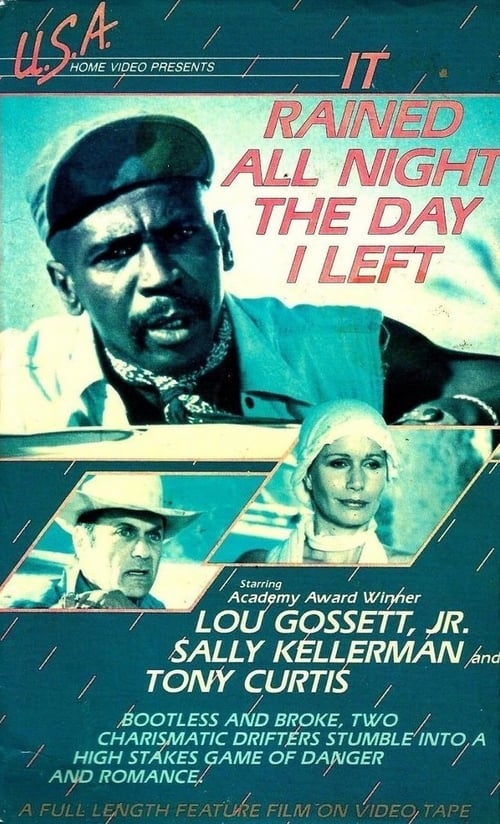 U.S.A.
HOME VIDEO PRESENTS
IT
RAINED
ALL NIGHT
THE DAY
I LEFT
Starring
Academy Award Winner
LOU GOSSETT, JR.
SALLY KELLERMAN and
TONY CURTIS
BOOTLESS AND BROKE, TWO
CHARISMATIC DRIFTERS STUMBLE INTO A
HIGH STAKES GAME OF DANGER
AND ROMANCE.
A FULL LENGTH FEATURE FILM ON VIDEO TAPE